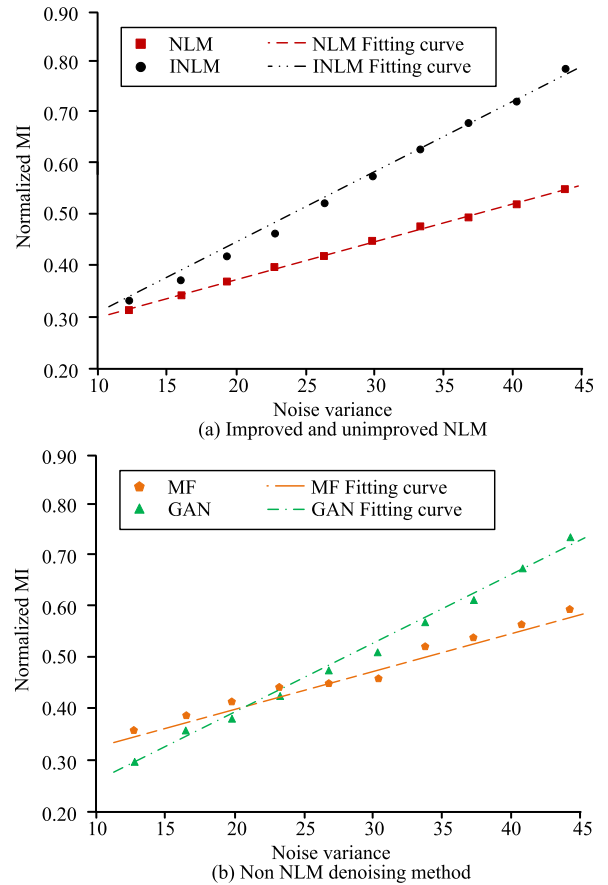 0.90
NLM NLM Fitting curve
INLM INLM Fitting curve
0.80
0.70
0.60
0.50
0.40
0.30
0.20
Normalized MI
10 15 20 25 30 35 40 45
Noise variance
(a) Improved and unimproved NLM
0.90
MF MF Fitting curve
GAN GAN Fitting curve
0.80
0.70
0.60
0.50
0.40
0.30
0.20
Normalized MI
10 15 20 25 30 35 40 45
Noise variance
(b) Non NLM denoising method